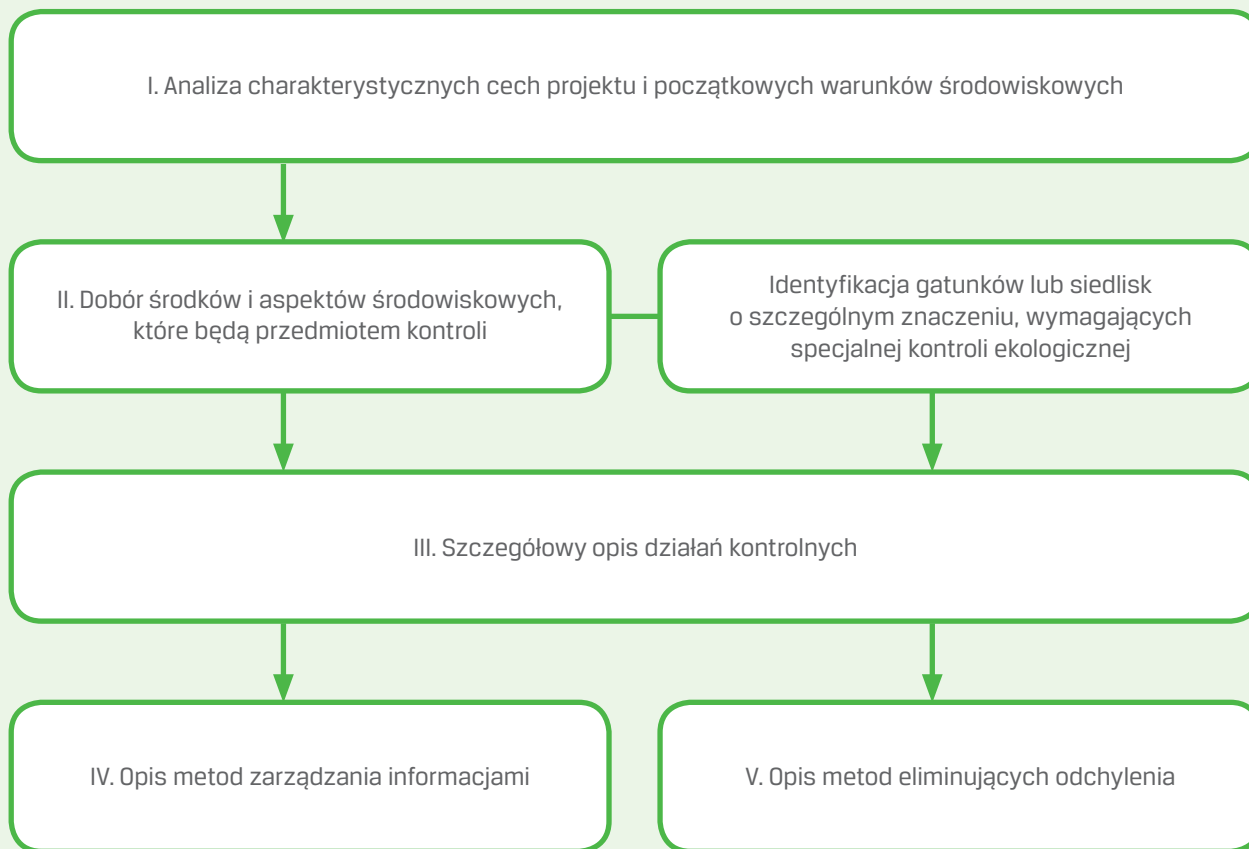 I. Analiza charakterystycznych cech projektu i początkowych warunków środowiskowych
II. Dobór środków i aspektów środowiskowych,
które będą przedmiotem kontroli
Identyfikacja gatunków lub siedlisk
o szczególnym znaczeniu, wymagających
specjalnej kontroli ekologicznej
III. Szczegółowy opis działań kontrolnych
IV. Opis metod zarządzania informacjami
V. Opis metod eliminujących odchylenia